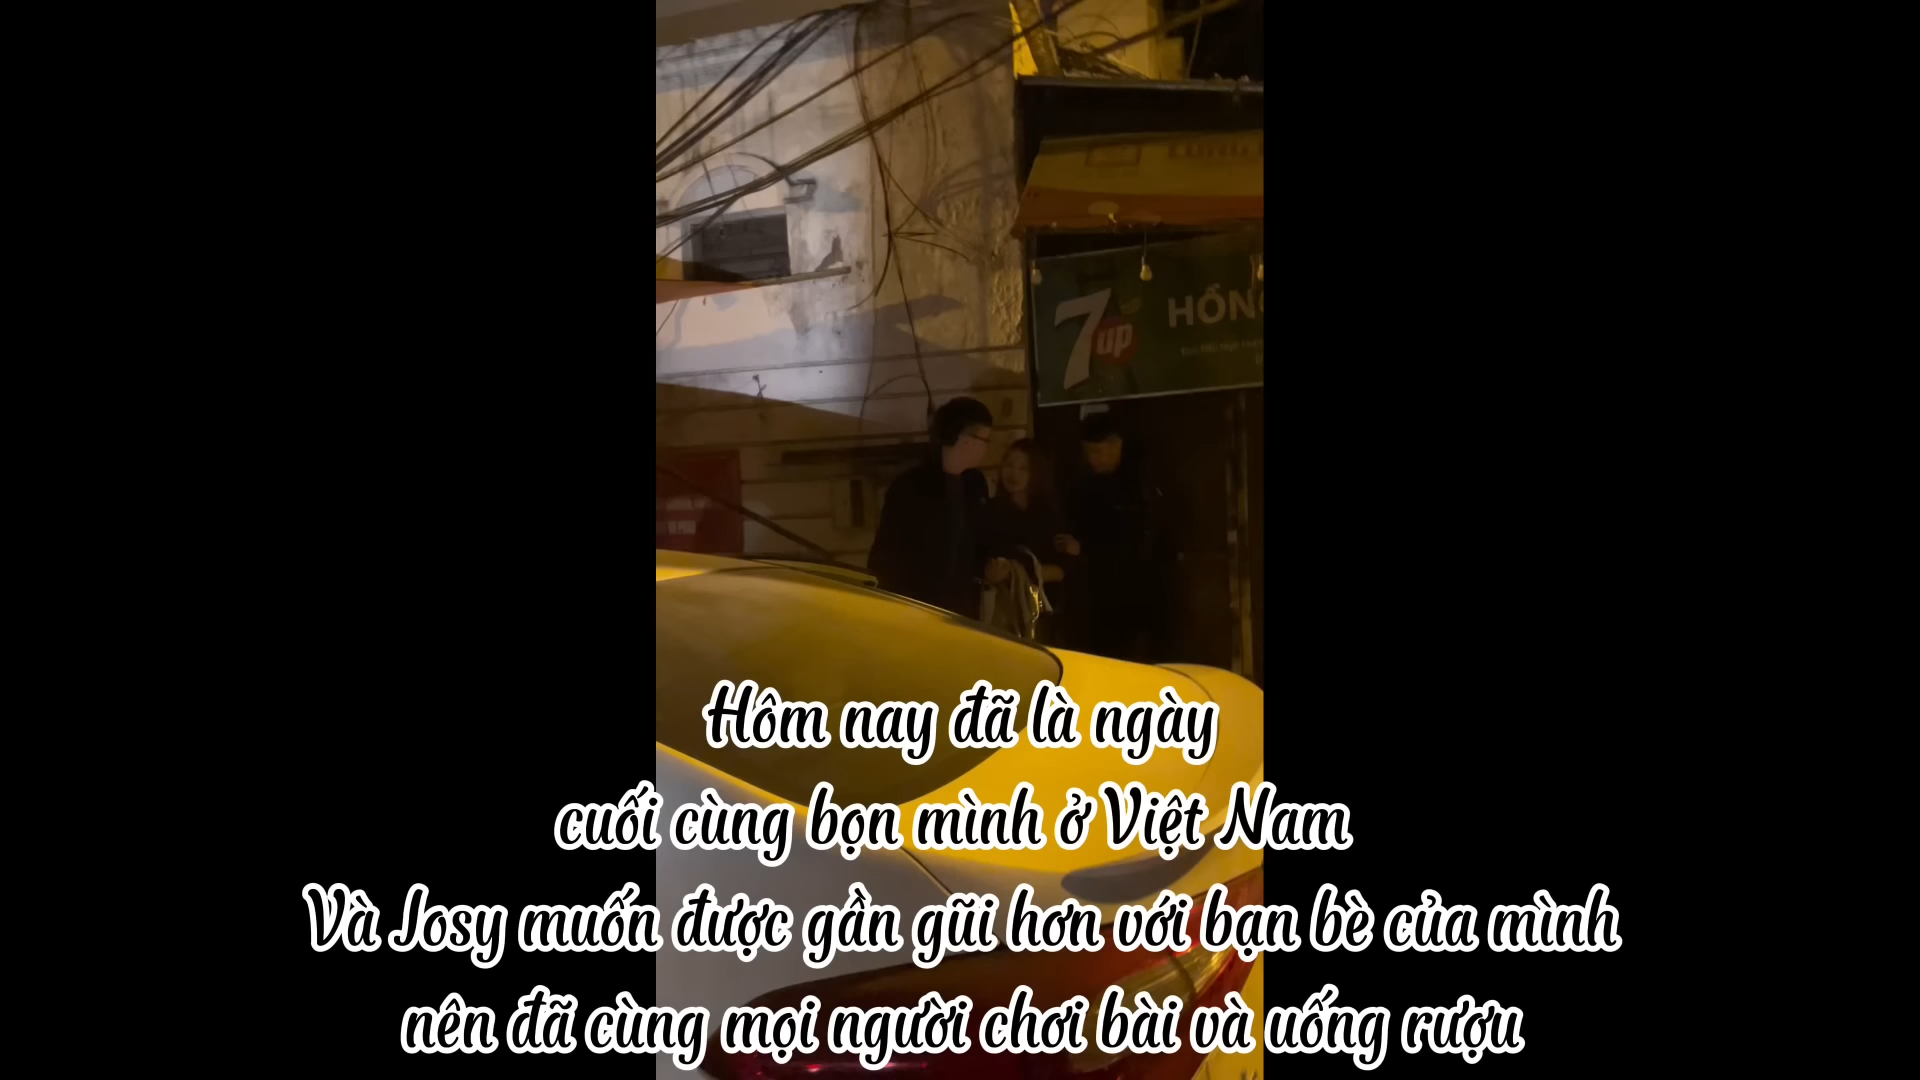 7up
HỒN
Hôm nay đã là ngày
cuối cùng bọn mình ở Việt Nam
Và Josy muốn được gần gũi hơn với bạn bè của mình
nên đã cùng mọi người chơi bài và uống rượu